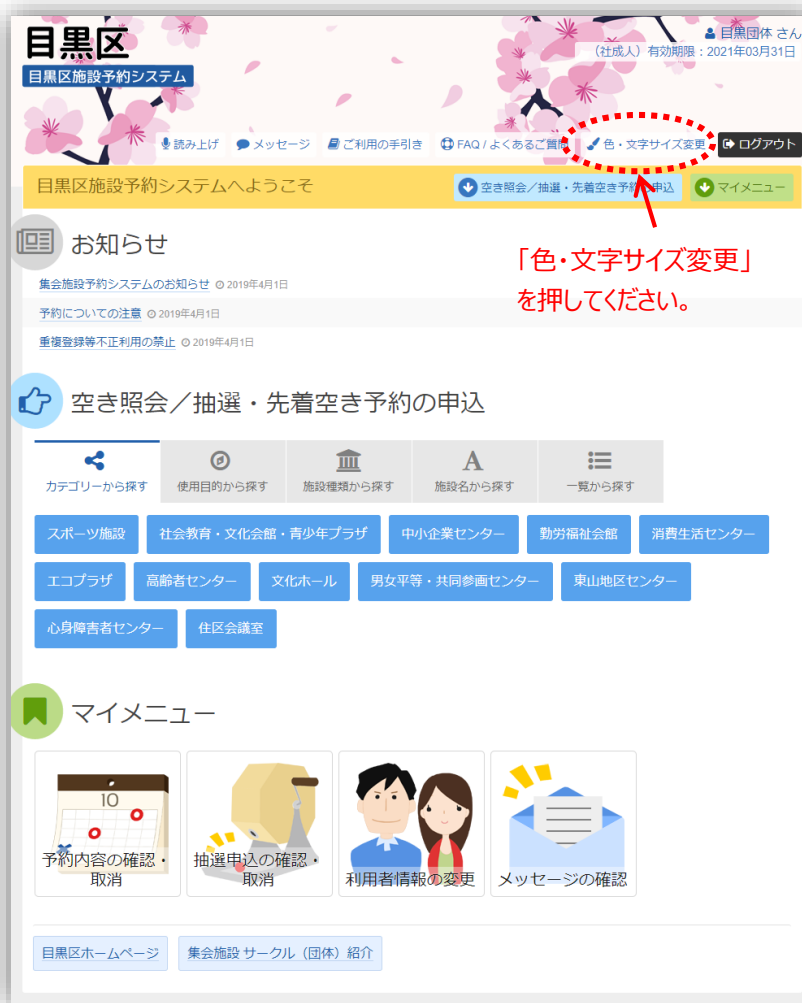 目黒区
目黒区施設予約システム
目黒団体 さん
（社成人）有効期限：2021年03月31日
読み上げ メッセージ ご利用の手引き FAQ / よくあるご質問 色・文字サイズ変更 ログアウト
目黒区施設予約システムへようこそ
空き照会／抽選・先着空き予約の申込 マイメニュー
お知らせ
「色・文字サイズ変更」
を押してください。
集会施設予約システムのお知らせ 2019年4月1日
予約についての注意 2019年4月1日
重複登録等不正利用の禁止 2019年4月1日
空き照会／抽選・先着空き予約の申込
カテゴリーから探す 使用目的から探す 施設種類から探す 施設名から探す 一覧から探す
スポーツ施設 社会教育・文化会館・青少年プラザ 中小企業センター 勤労福祉会館 消費生活センター
エコプラザ 高齢者センター 文化ホール 男女平等・共同参画センター 東山地区センター
心身障害者センター 住区会議室
マイメニュー
10
予約内容の確認・
取消
抽選申込の確認・
取消
利用者情報の変更
メッセージの確認
目黒区ホームページ 集会施設 サークル（団体）紹介